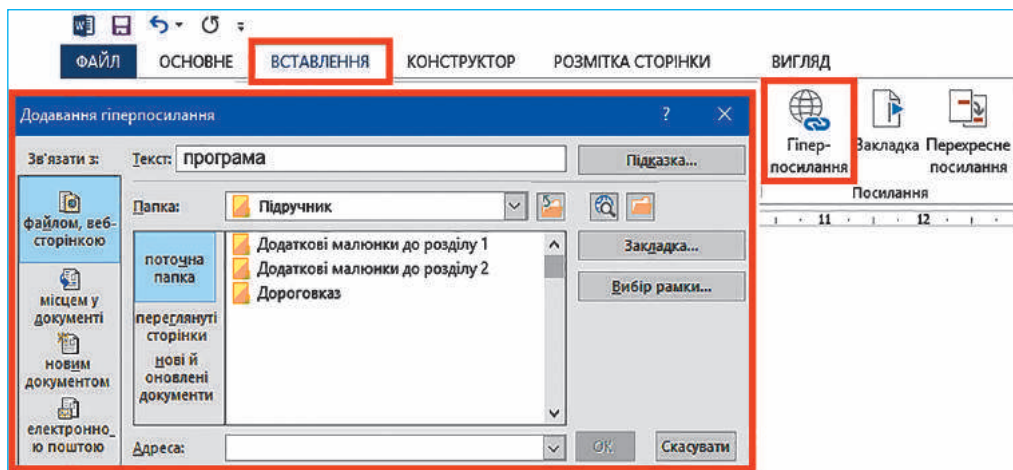 ФАЙЛ ОСНОВНЕ ВСТАВЛЕННЯ КОНСТРУКТОР РОЗМІТКА СТОРІНКИ ВИГЛЯД
Додавання гіперпосилання ? ×
Зв'язати з:
Текст: програма
Підказка...
файлом, веб-
сторінкою
місцем у
документі
новим
документом
електронно_
ю поштою
Папка: Підручник
поточна
папка
переглянуті
сторінки
нові й
оновлені
документи
Додаткові малюнки до розділу 1
Додаткові малюнки до розділу 2
Дороговказ
Закладка...
Вибір рамки...
Адреса:
OK Скасувати
Гіпер-
посилання
Закладка
Перехресне
посилання
Посилання
11 12